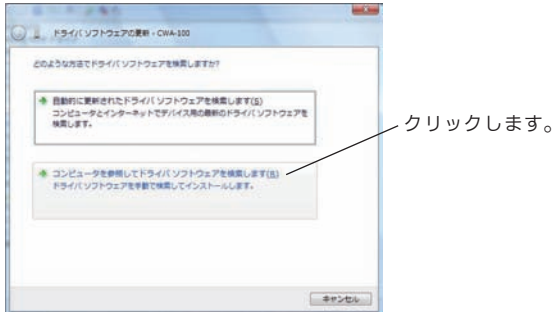 ドライバ ソフトウェアの更新 - CWA-100
どのような方法でドライバ ソフトウェアを検索しますか?
自動的に更新されたドライバ ソフトウェアを検索します(S)
コンピュータとインターネットでデバイス用の最新のドライバ ソフトウェアを
検索します。
クリックします。
コンピュータを参照してドライバ ソフトウェアを検索します(R)
ドライバ ソフトウェアを手動で検索してインストールします。
キャンセル